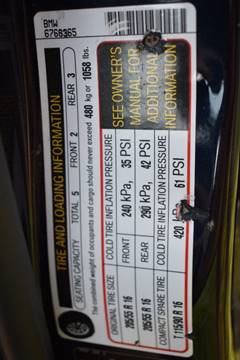 BMW
6768365
TIRE AND LOADING INFORMATION
SEATING CAPACITY TOTAL 5 FRONT 2 REAR 3
The combined weight of occupants and cargo should never exceed 480 kg or 1058 lbs.
ORIGINAL TIRE SIZE COLD TIRE INFLATION PRESSURE
205/55 R 16 FRONT 240 kPa, 35 PSI
205/55 R 16 REAR 290 kPa, 42 PSI
COMPACT SPARE TIRE COLD TIRE INFLATION PRESSURE
T 115/90 R 16 420 61 PSI
SEE OWNER'S
MANUAL FOR
ADDITIONAL
INFORMATION